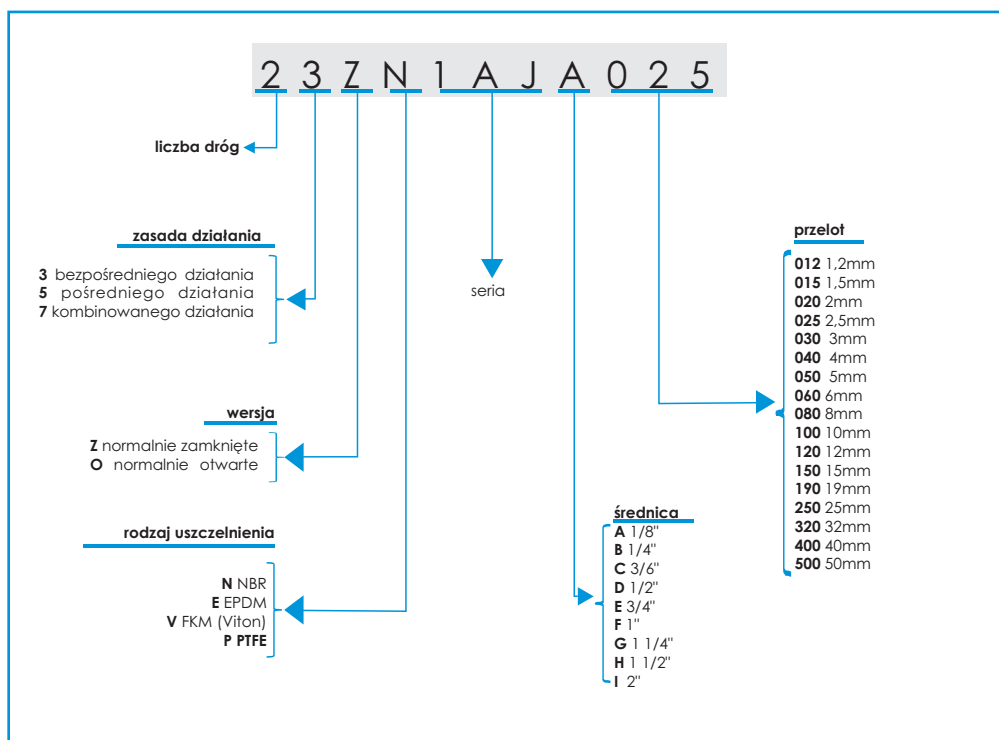 2 3 Z N 1 A J A 0 2 5
liczba dróg
zasada działania
3 bezpośredniego działania
5 pośredniego działania
7 kombinowanego działania
wersja
Z normalnie zamknięte
O normalnie otwarte
rodzaj uszczelnienia
N NBR
E EPDM
V FKM (Viton)
P PTFE
seria
średnica
A 1/8"
B 1/4"
C 3/6"
D 1/2"
E 3/4"
F 1"
G 1 1/4"
H 1 1/2"
I 2"
przelot
012 1,2mm
015 1,5mm
020 2mm
025 2,5mm
030 3mm
040 4mm
050 5mm
060 6mm
080 8mm
100 10mm
120 12mm
150 15mm
190 19mm
250 25mm
320 32mm
400 40mm
500 50mm